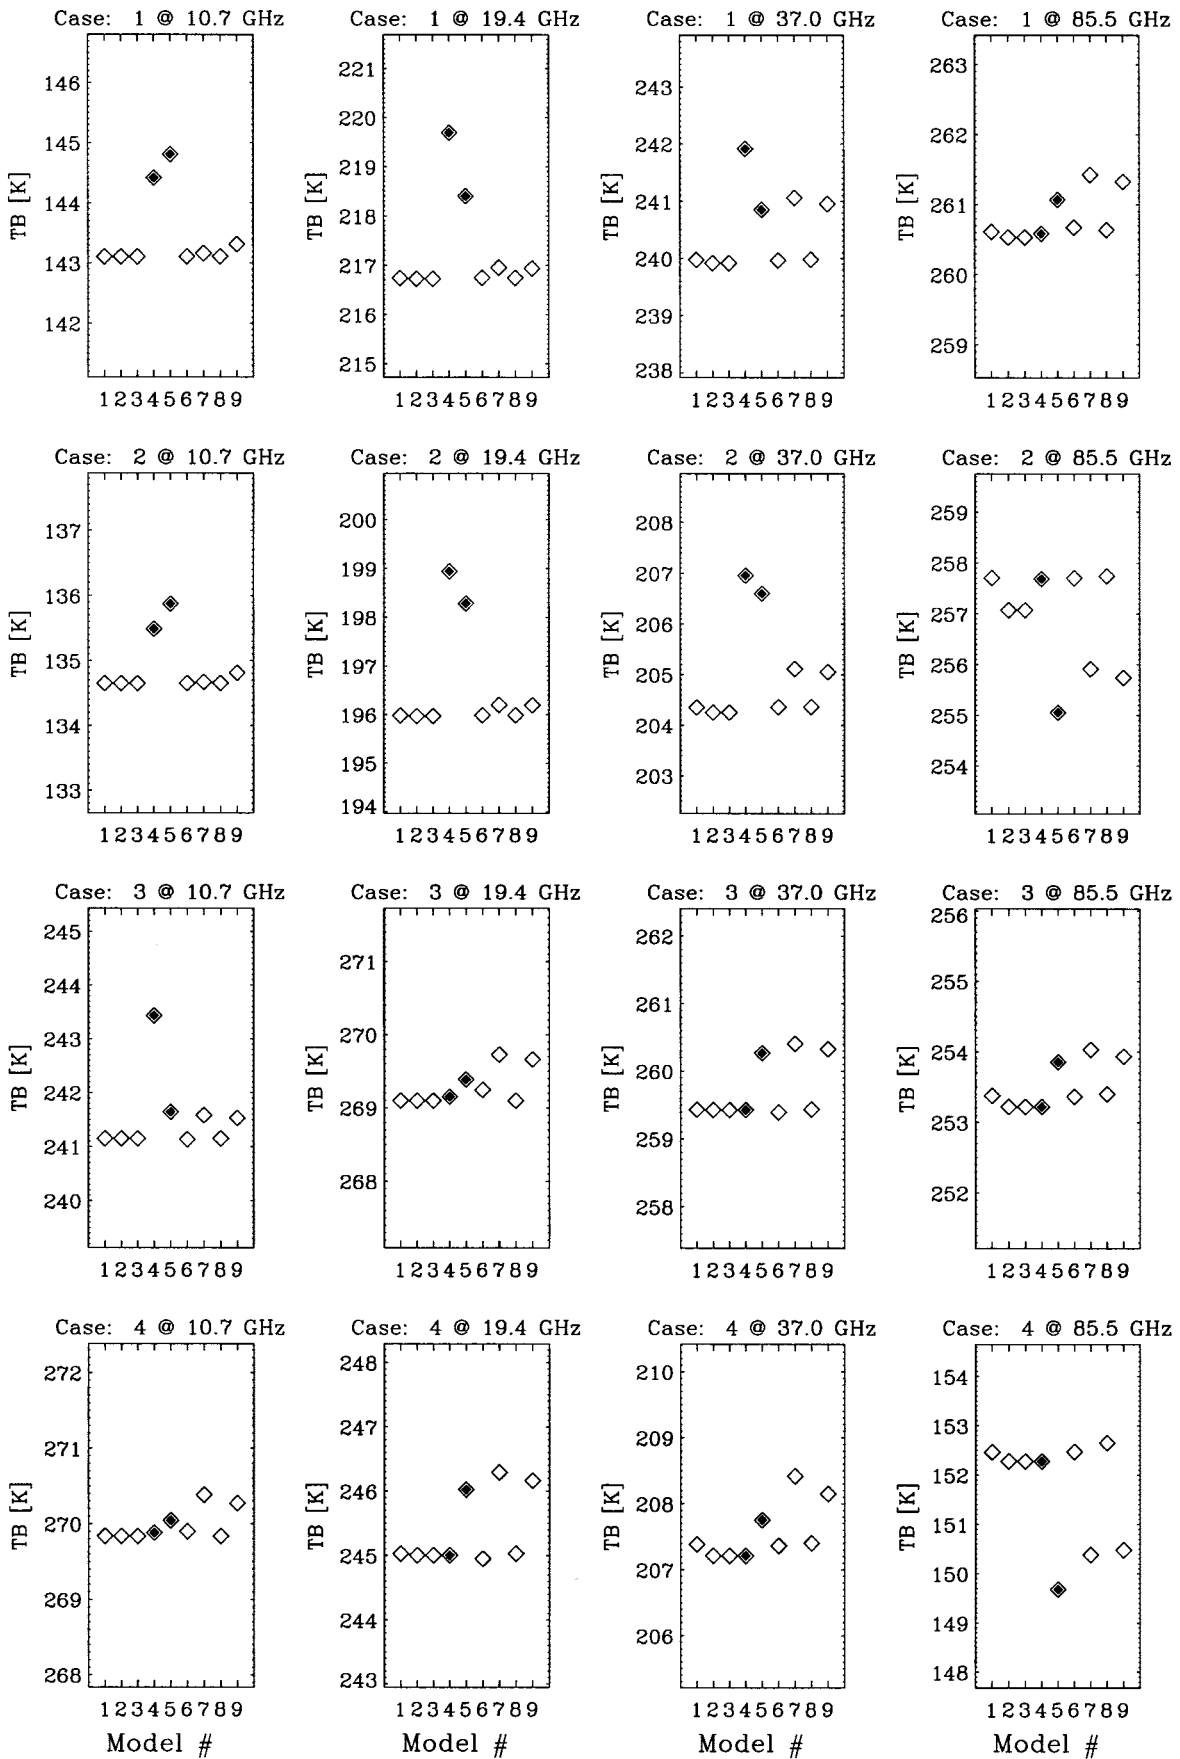 Case: 1 @ 10.7 GHz
Case: 1 @ 19.4 GHz
Case: 1 @ 37.0 GHz
Case: 1 @ 85.5 GHz
TB [K]
146
145
144
143
142
123456789
TB [K]
221
220
219
218
217
216
215
123456789
TB [K]
243
242
241
240
239
238
123456789
TB [K]
263
262
261
260
259
123456789
Case: 2 @ 10.7 GHz
Case: 2 @ 19.4 GHz
Case: 2 @ 37.0 GHz
Case: 2 @ 85.5 GHz
TB [K]
137
136
135
134
133
123456789
TB [K]
200
199
198
197
196
195
194
123456789
TB [K]
208
207
206
205
204
203
123456789
TB [K]
259
258
257
256
255
254
123456789
Case: 3 @ 10.7 GHz
Case: 3 @ 19.4 GHz
Case: 3 @ 37.0 GHz
Case: 3 @ 85.5 GHz
TB [K]
245
244
243
242
241
240
123456789
TB [K]
271
270
269
268
123456789
TB [K]
262
261
260
259
258
123456789
TB [K]
256
255
254
253
252
123456789
Case: 4 @ 10.7 GHz
Case: 4 @ 19.4 GHz
Case: 4 @ 37.0 GHz
Case: 4 @ 85.5 GHz
TB [K]
272
271
270
269
268
123456789
Model #
TB [K]
248
247
246
245
244
243
123456789
Model #
TB [K]
210
209
208
207
206
123456789
Model #
TB [K]
154
153
152
151
150
149
148
123456789
Model #